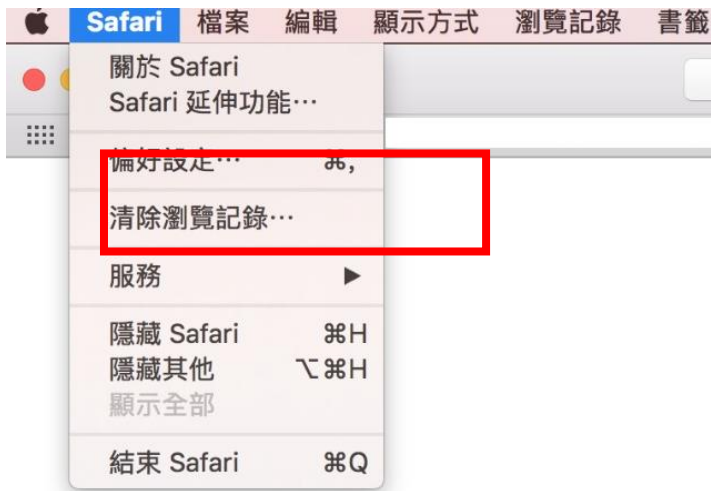 Safari 檔案 編輯 顯示方式 瀏覽記錄 書籤
關於 Safari
Safari 延伸功能⋯
偏好設定⋯ ⌘,
清除瀏覽記錄⋯
服務 ▶
隱藏 Safari ⌘H
隱藏其他 ⌥⌘H
顯示全部
結束 Safari ⌘Q